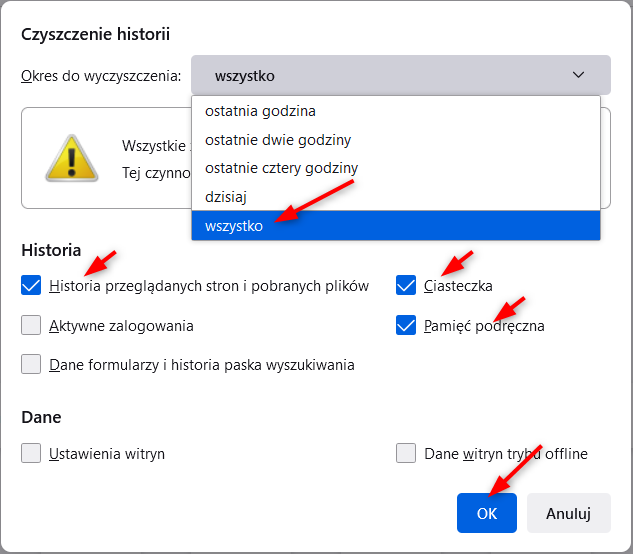 Czyszczenie historii
Okres do wyczyszczenia: wszystko
ostatnia godzina
ostatnie dwie godziny
ostatnie cztery godziny
dzisiaj
wszystko
Wszystkie
Tej czynno
Historia
Historia przeglądanych stron i pobranych plików
Ciasteczka
Aktywne zalogowania
Pamięć podręczna
Dane formularzy i historia paska wyszukiwania
Dane
Ustawienia witryn
Dane witryn trybu offline
OK
Anuluj